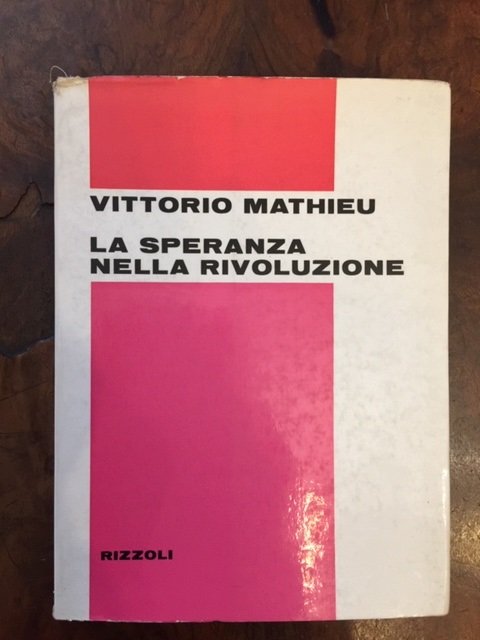 VITTORIO MATHIEU
LA SPERANZA
NELLA RIVOLUZIONE
RIZZOLI